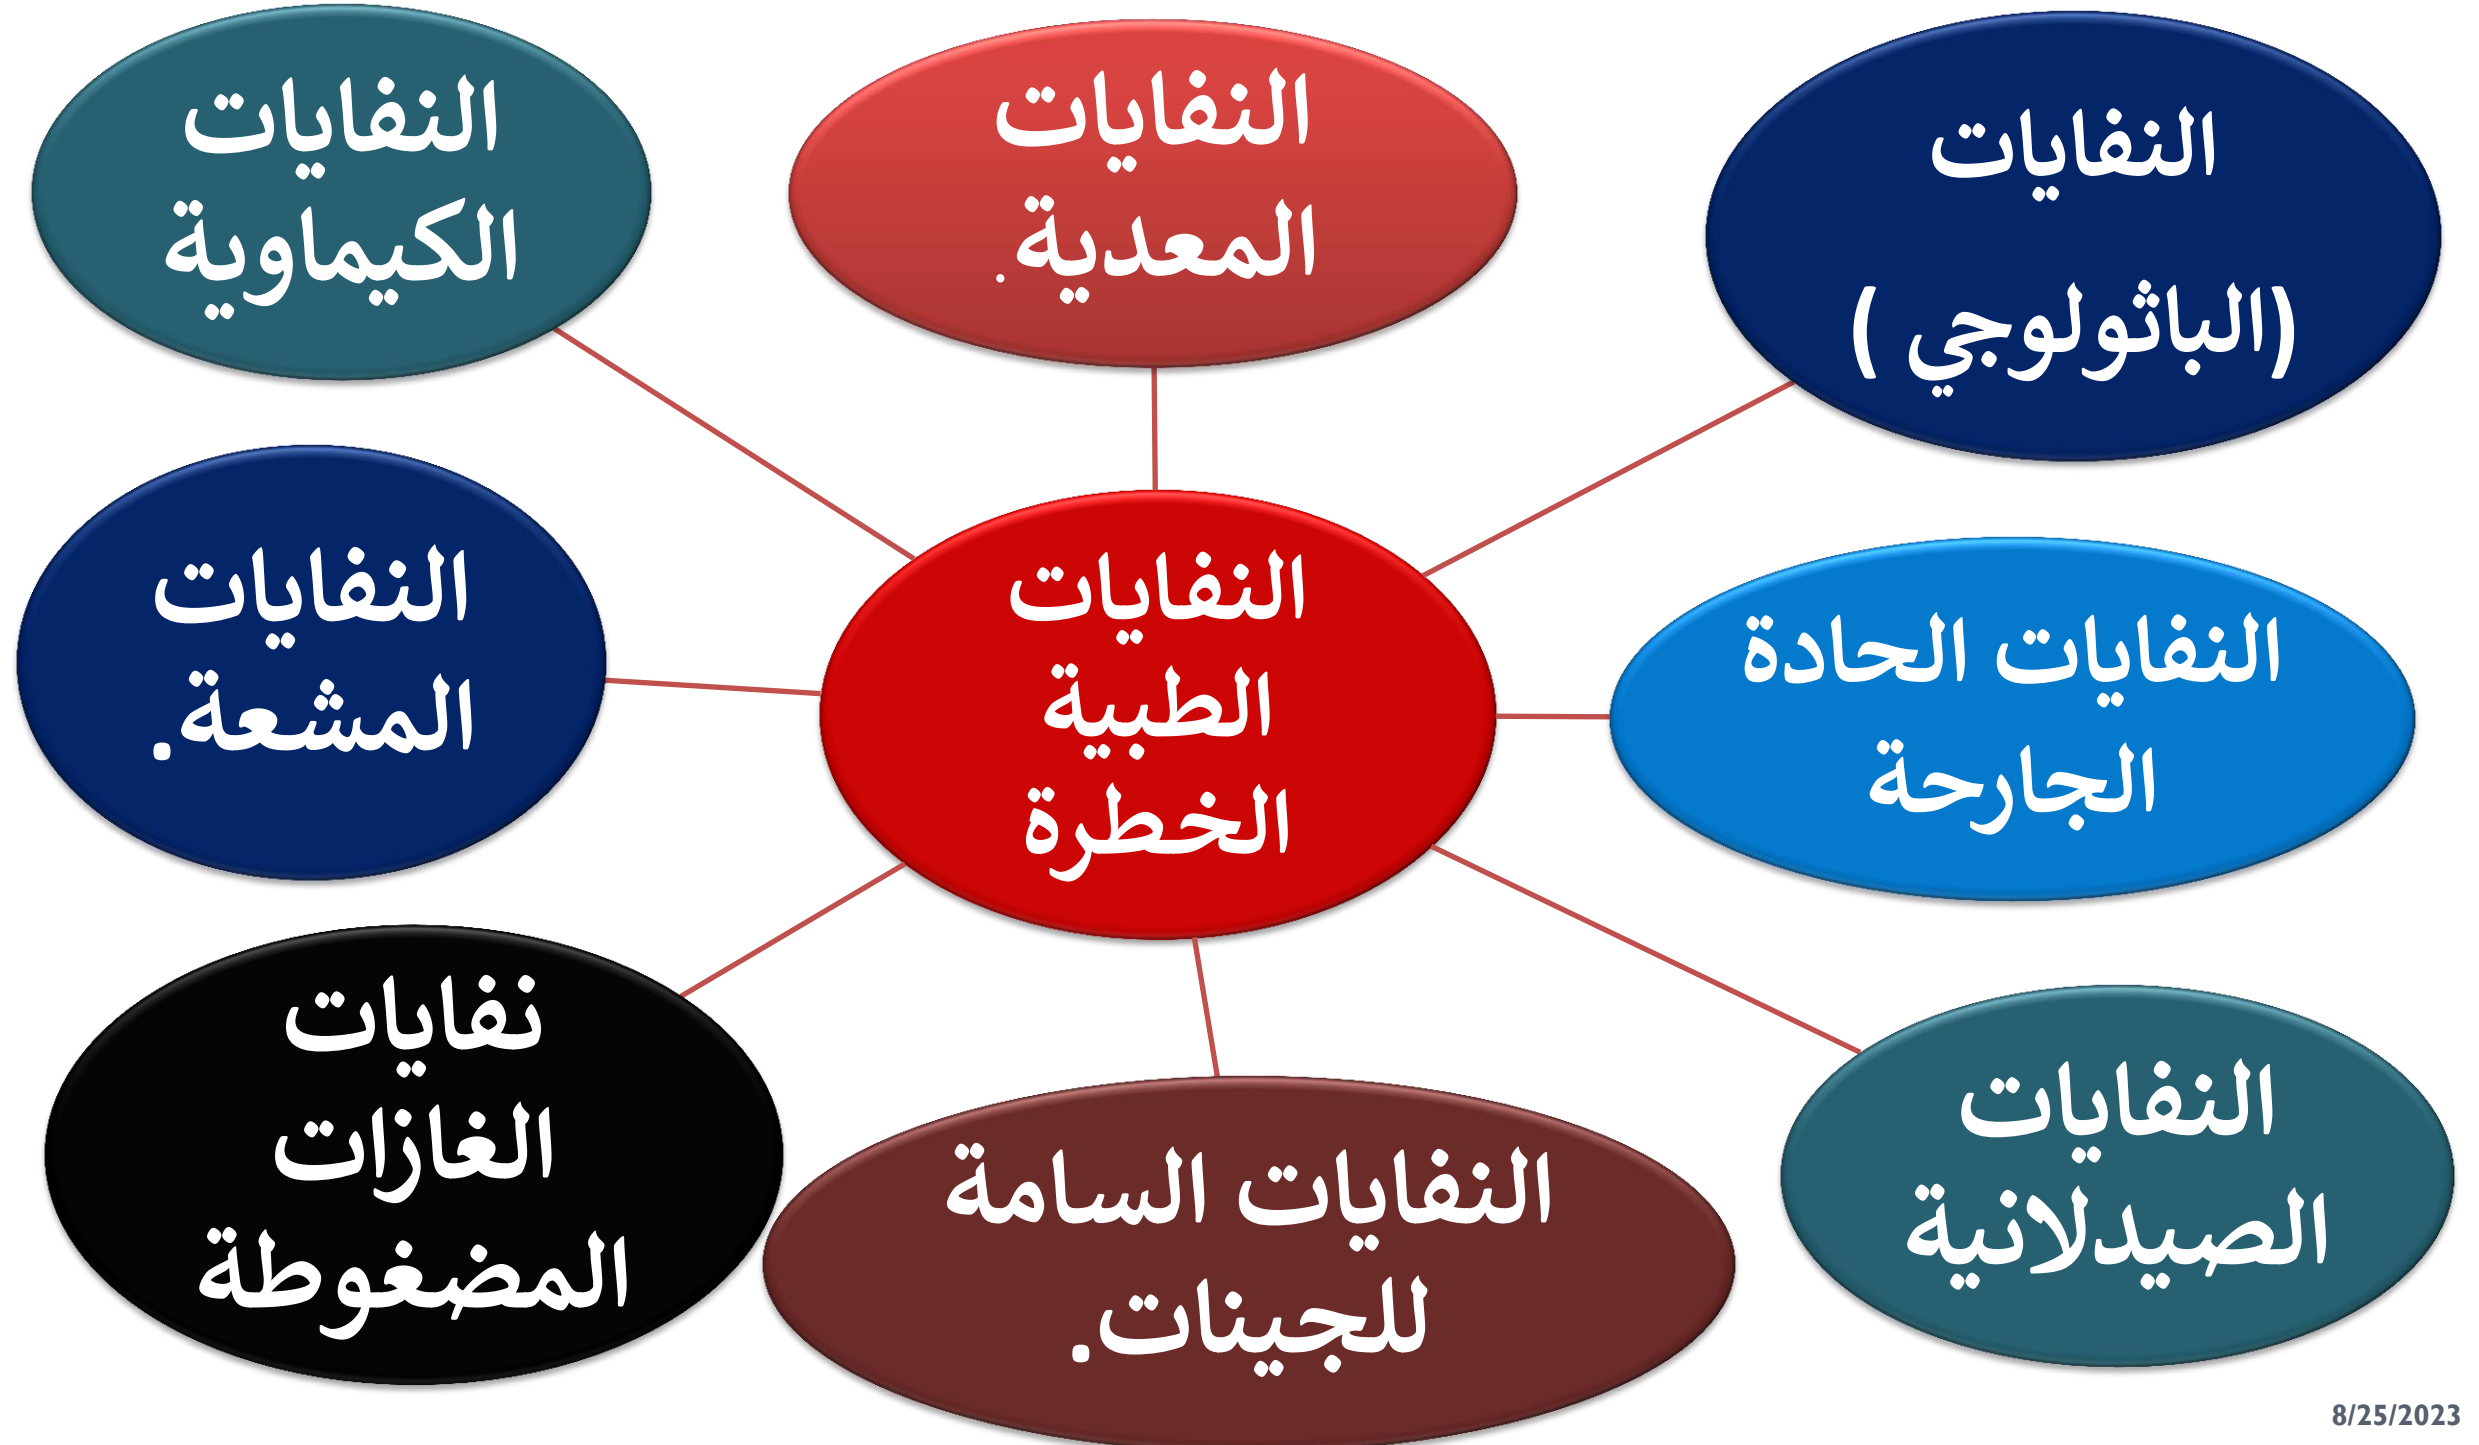 النفايات
الباثولوجي )
النفايات
المعدية.
النفايات
الكيماوية
النفايات
الطبية
الخطرة
النفايات الحادة
الجارحة
النفايات
المشعة.
النفايات
الصيدلانية
النفايات السامة
للجينات.
نفايات
الغازات
المضغوطة
8/25/2023